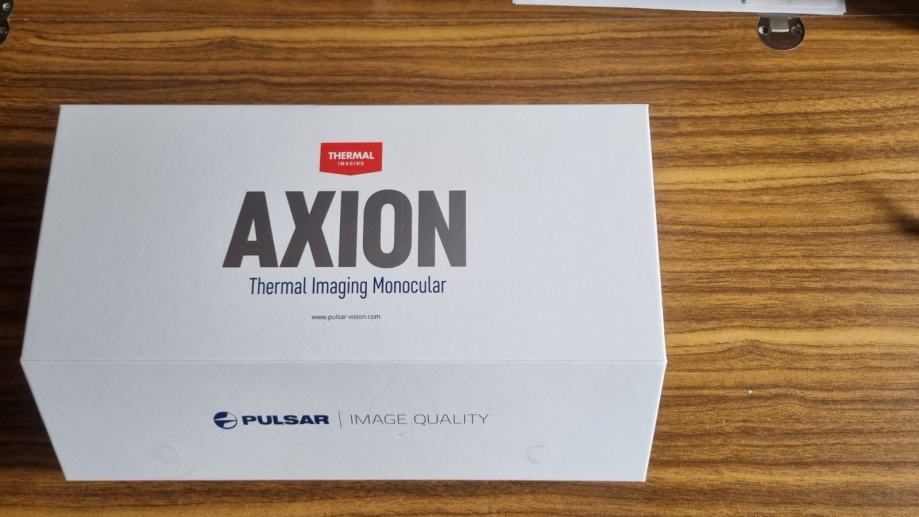 THERMAL
IMAGING
AXION
Thermal Imaging Monocular
www.pulsar-vision.com
PULSAR | IMAGE QUALITY